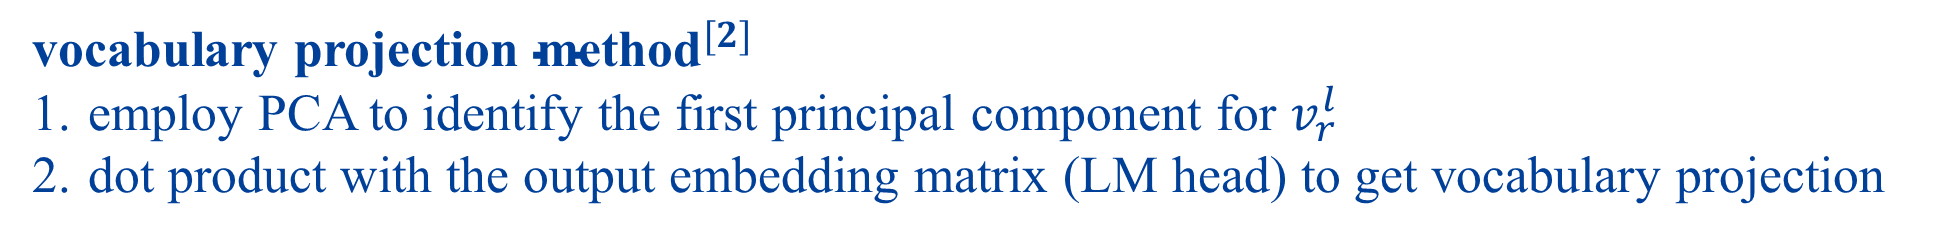 vocabulary projection method[2]
1. employ PCA to identify the first principal component for $v_r^l$
2. dot product with the output embedding matrix (LM head) to get vocabulary projection